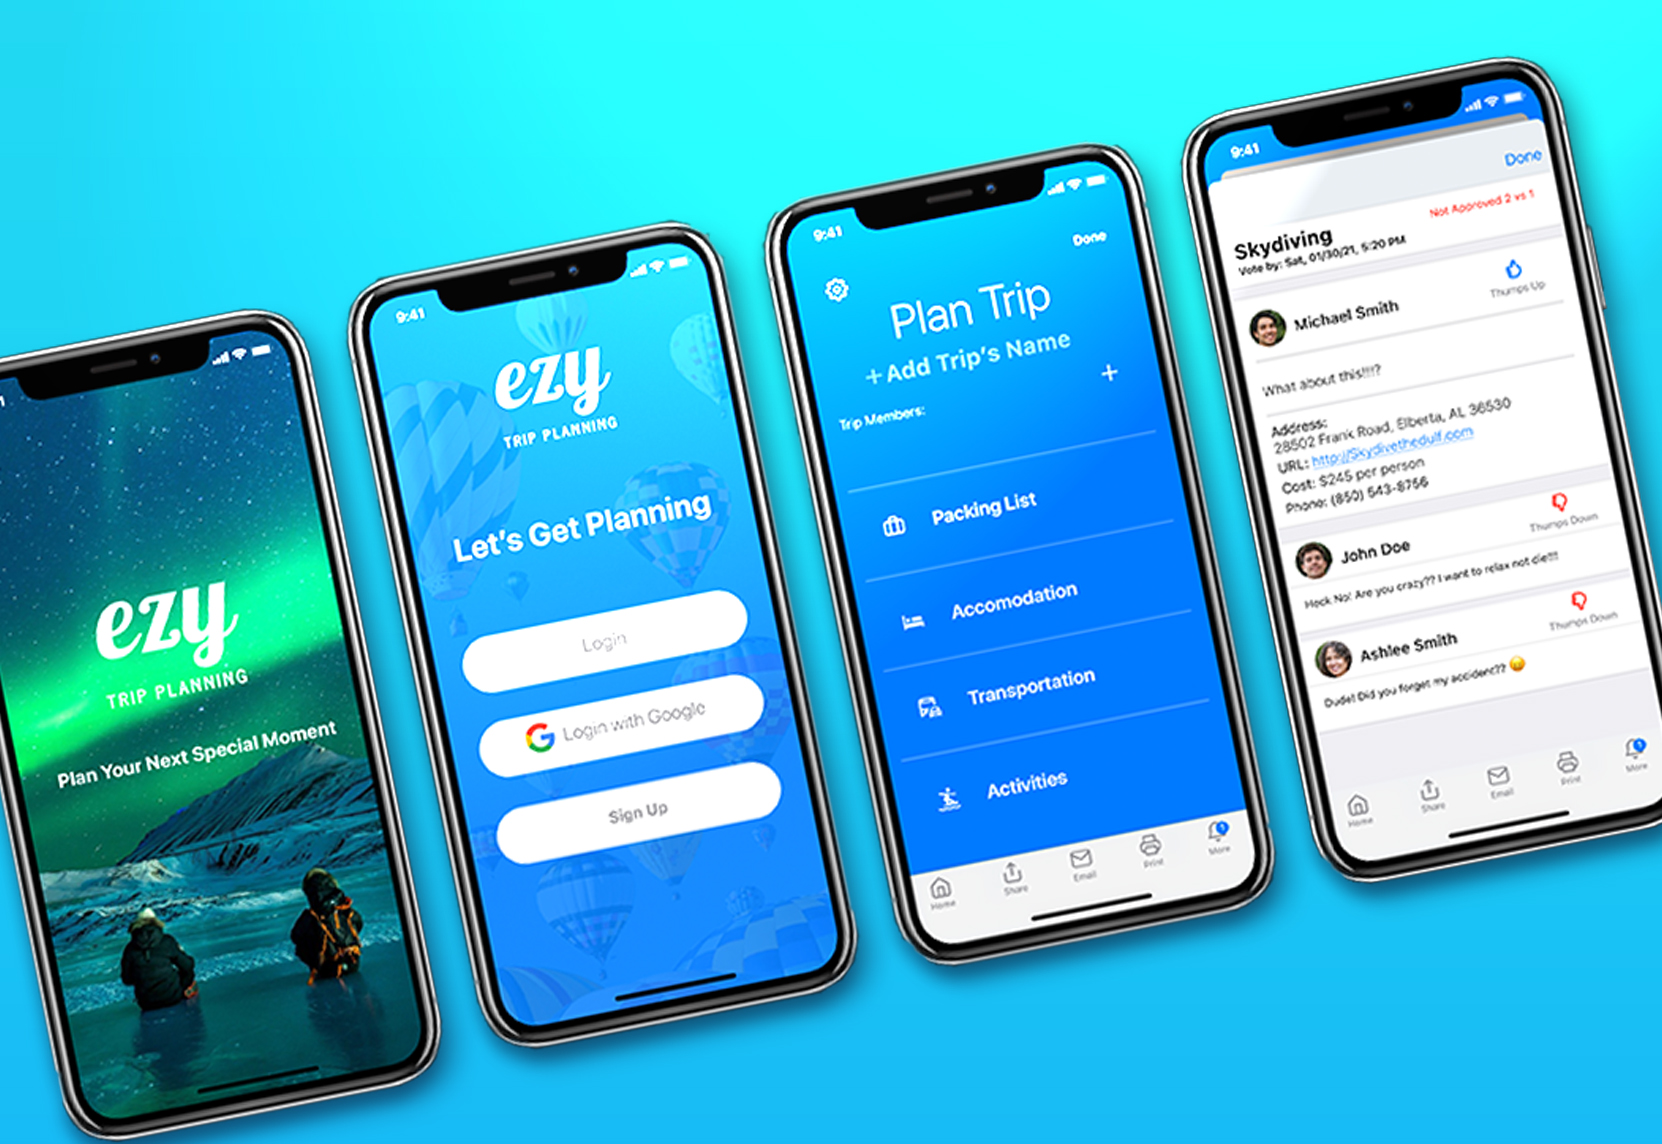 ezy
TRIP PLANNING
Plan Your Next Special Moment
9:41
ezy
TRIP PLANNING
Let's Get Planning
Login
G Login with Google
Sign Up
9:41
Done
Plan Trip
+Add Trip's Name
+
Trip Members:
Packing List
Accomodation
Transportation
Activities
Home
Share
Email
Print
1
More
9:41
Done
Not Approved 2 vs 1
Skydiving
Vote by: Sat, 01/30/21, 5:20 PM
Michael Smith
Thumps Up
What about this!!!!?
Address:
28502 Frank Road, Elberta, AL 36530
URL: http://Skydivethedulf.com
Cost: $245 per person
Phone: (850) 543-8756
John Doe
Thumps Down
Heck No! Are you crazy?? I want to relax not die!!!
Ashlee Smith
Thumps Down
Dude! Did you forget my accident??
Home
Share
Email
Print
1
More